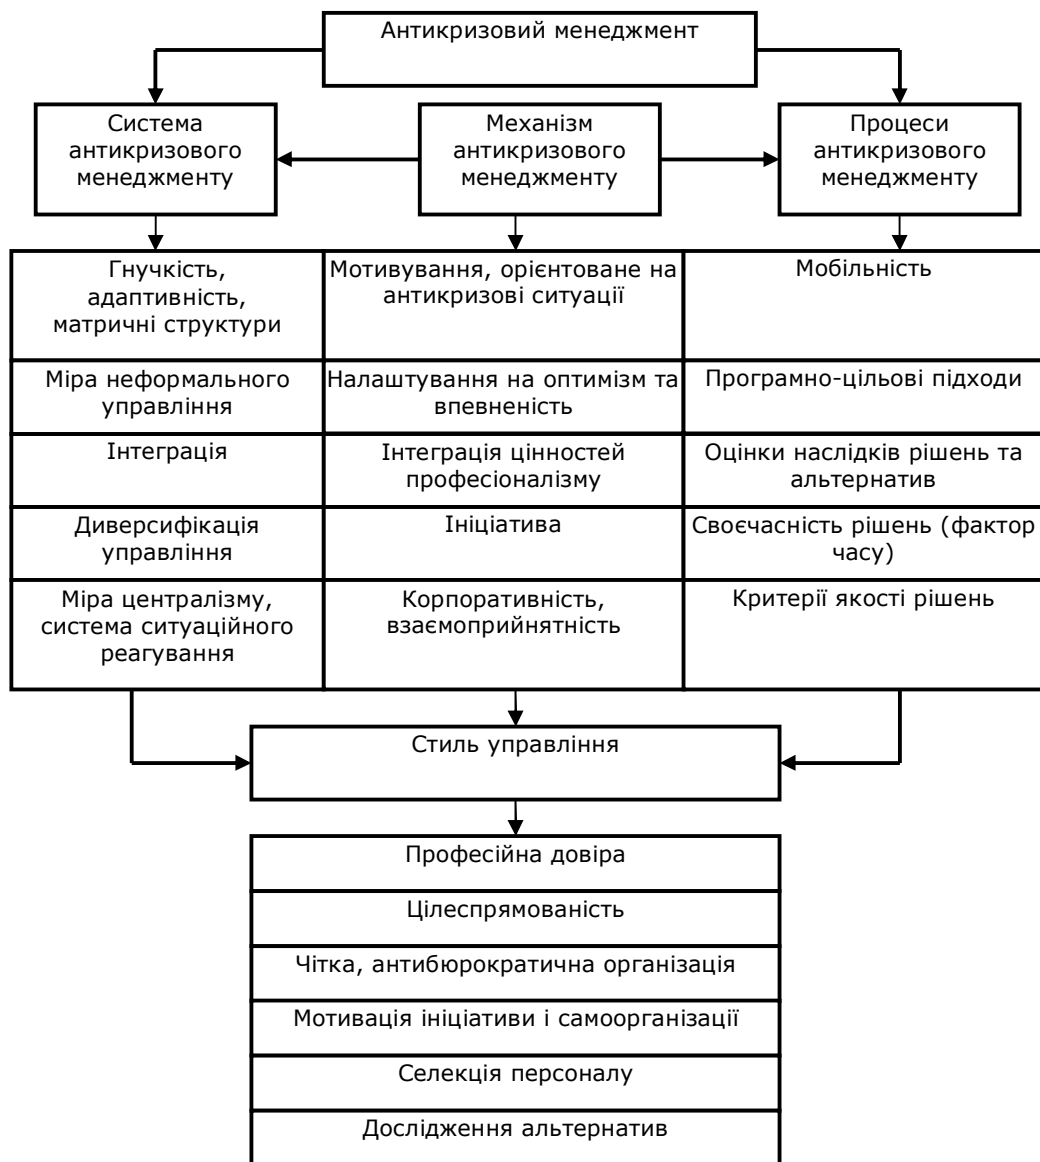 Антикризовий менеджмент
Система
антикризового
менеджменту
Механізм
антикризового
менеджменту
Процеси
антикризового
менеджменту
Гнучкість,
адаптивність,
матричні структури
Мотивування, орієнтоване на
антикризові ситуації
Мобільність
Міра неформального
управління
Налаштування на оптимізм та
впевненість
Програмно-цільові підходи
Інтеграція
Інтеграція цінностей
професіоналізму
Оцінки наслідків рішень та
альтернатив
Диверсифікація
управління
Ініціатива
Своєчасність рішень (фактор
часу)
Міра централізму,
система ситуаційного
реагування
Корпоративність,
взаємоприйнятність
Критерії якості рішень
Стиль управління
Професійна довіра
Цілеспрямованість
Чітка, антибюрократична організація
Мотивація ініціативи і самоорганізації
Селекція персоналу
Дослідження альтернатив